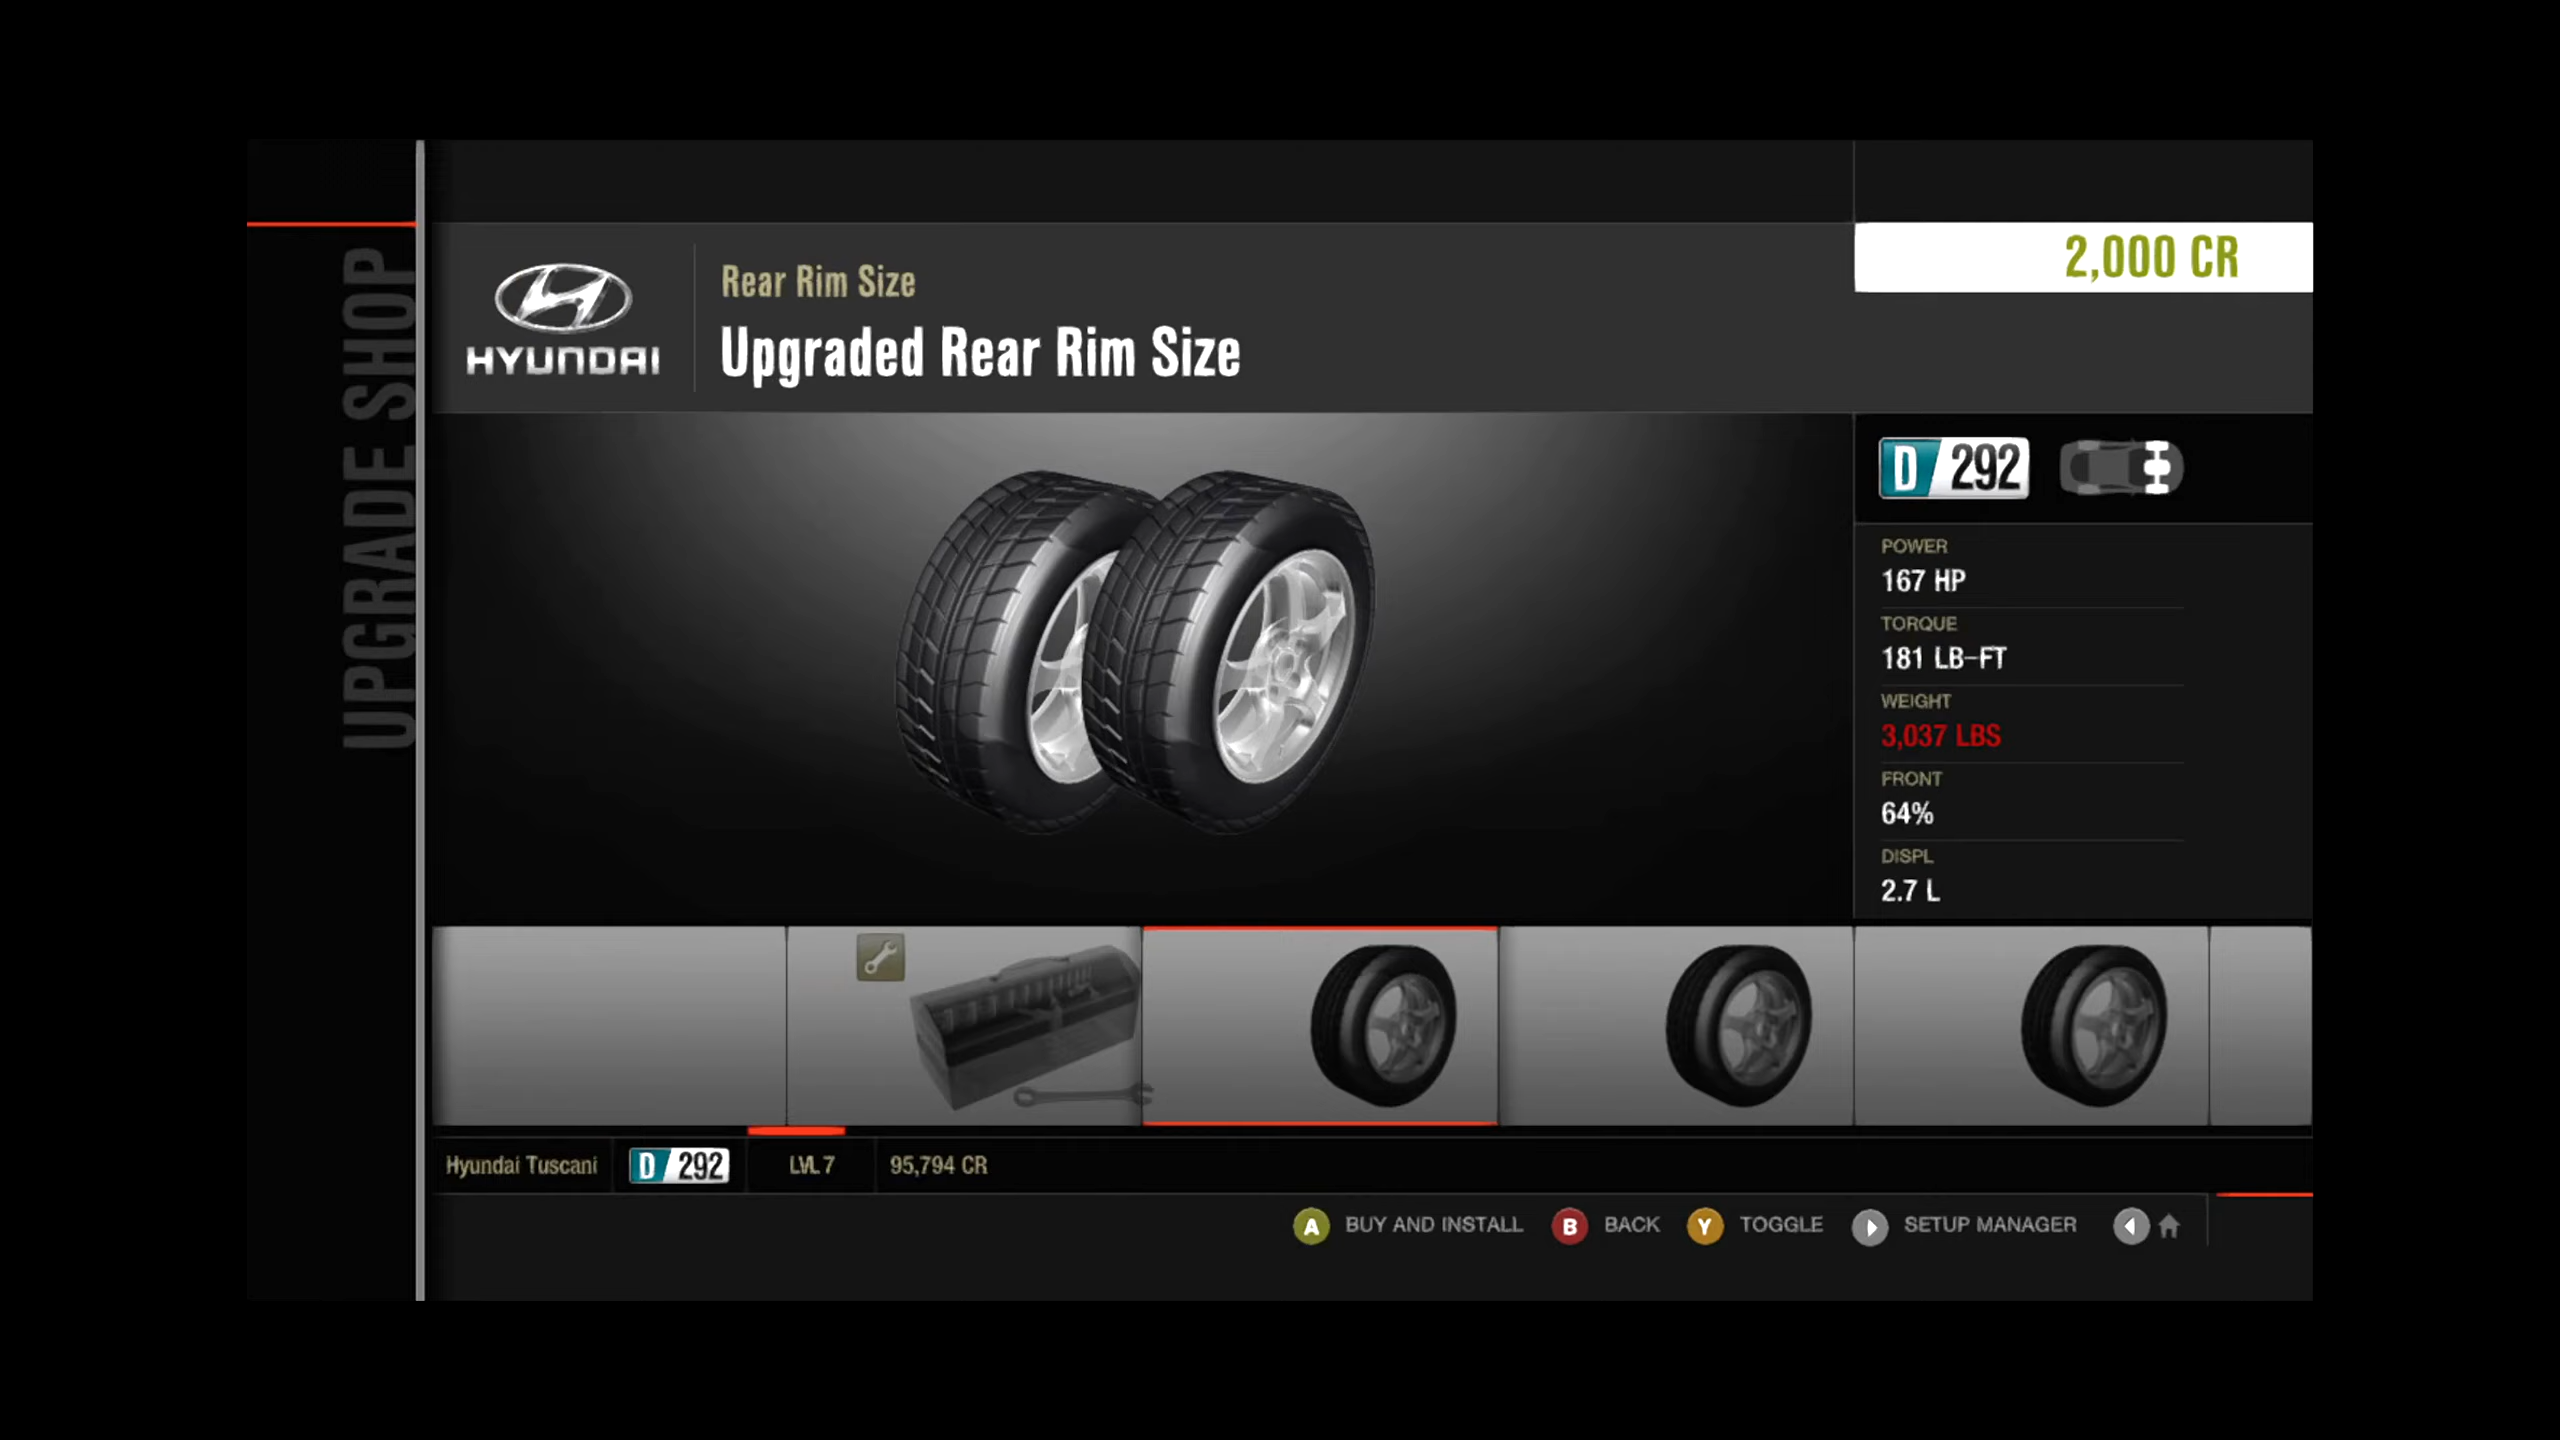 UPGRADE SHOP
2,000 CR
HYUNDAI
Rear Rim Size
Upgraded Rear Rim Size
D 292
POWER
167 HP
TORQUE
181 LB-FT
WEIGHT
3,037 LBS
FRONT
64%
DISPL
2.7 L
Hyundai Tuscani D 292 LVL 7 95,794 CR
A BUY AND INSTALL B BACK Y TOGGLE SETUP MANAGER